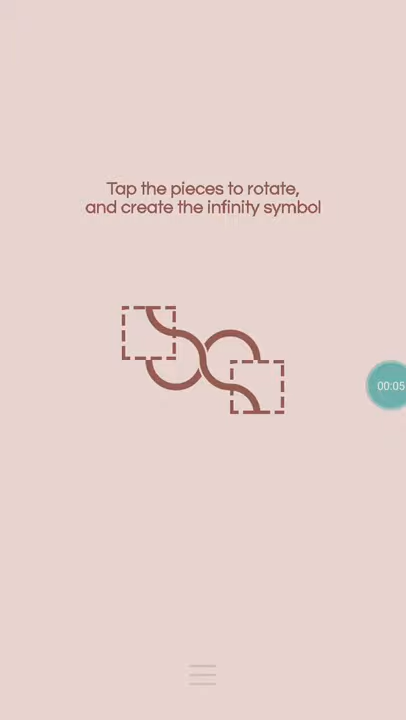 Tap the pieces to rotate,
and create the infinity symbol
00:05